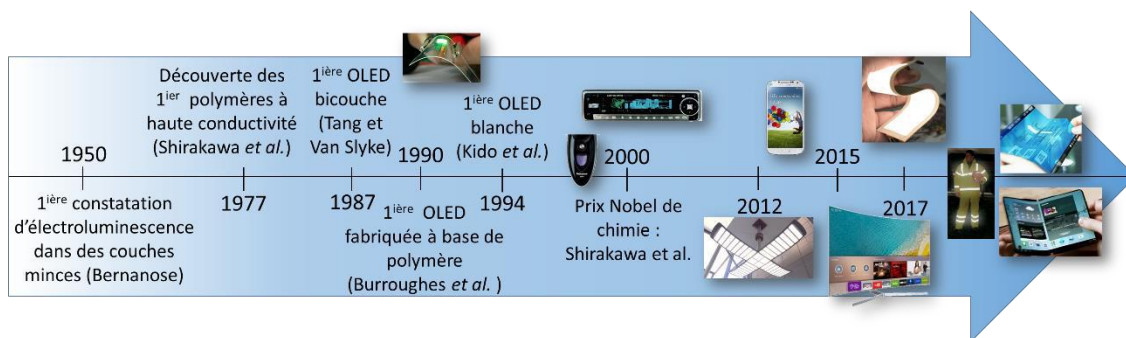 Découverte des
1ier polymères à
haute conductivité
(Shirakawa et al.)
1ière OLED
bicouche
(Tang et
Van Slyke)
1ière OLED
blanche
(Kido et al.)
1950
1990
2000
2015
1977
1987
1994
2012
2017
1ière constatation
d'électroluminescence
dans des couches
minces (Bernanose)
1ière OLED
fabriquée à base de
polymère
(Burroughes et al. )
Prix Nobel de
chimie :
Shirakawa et al.